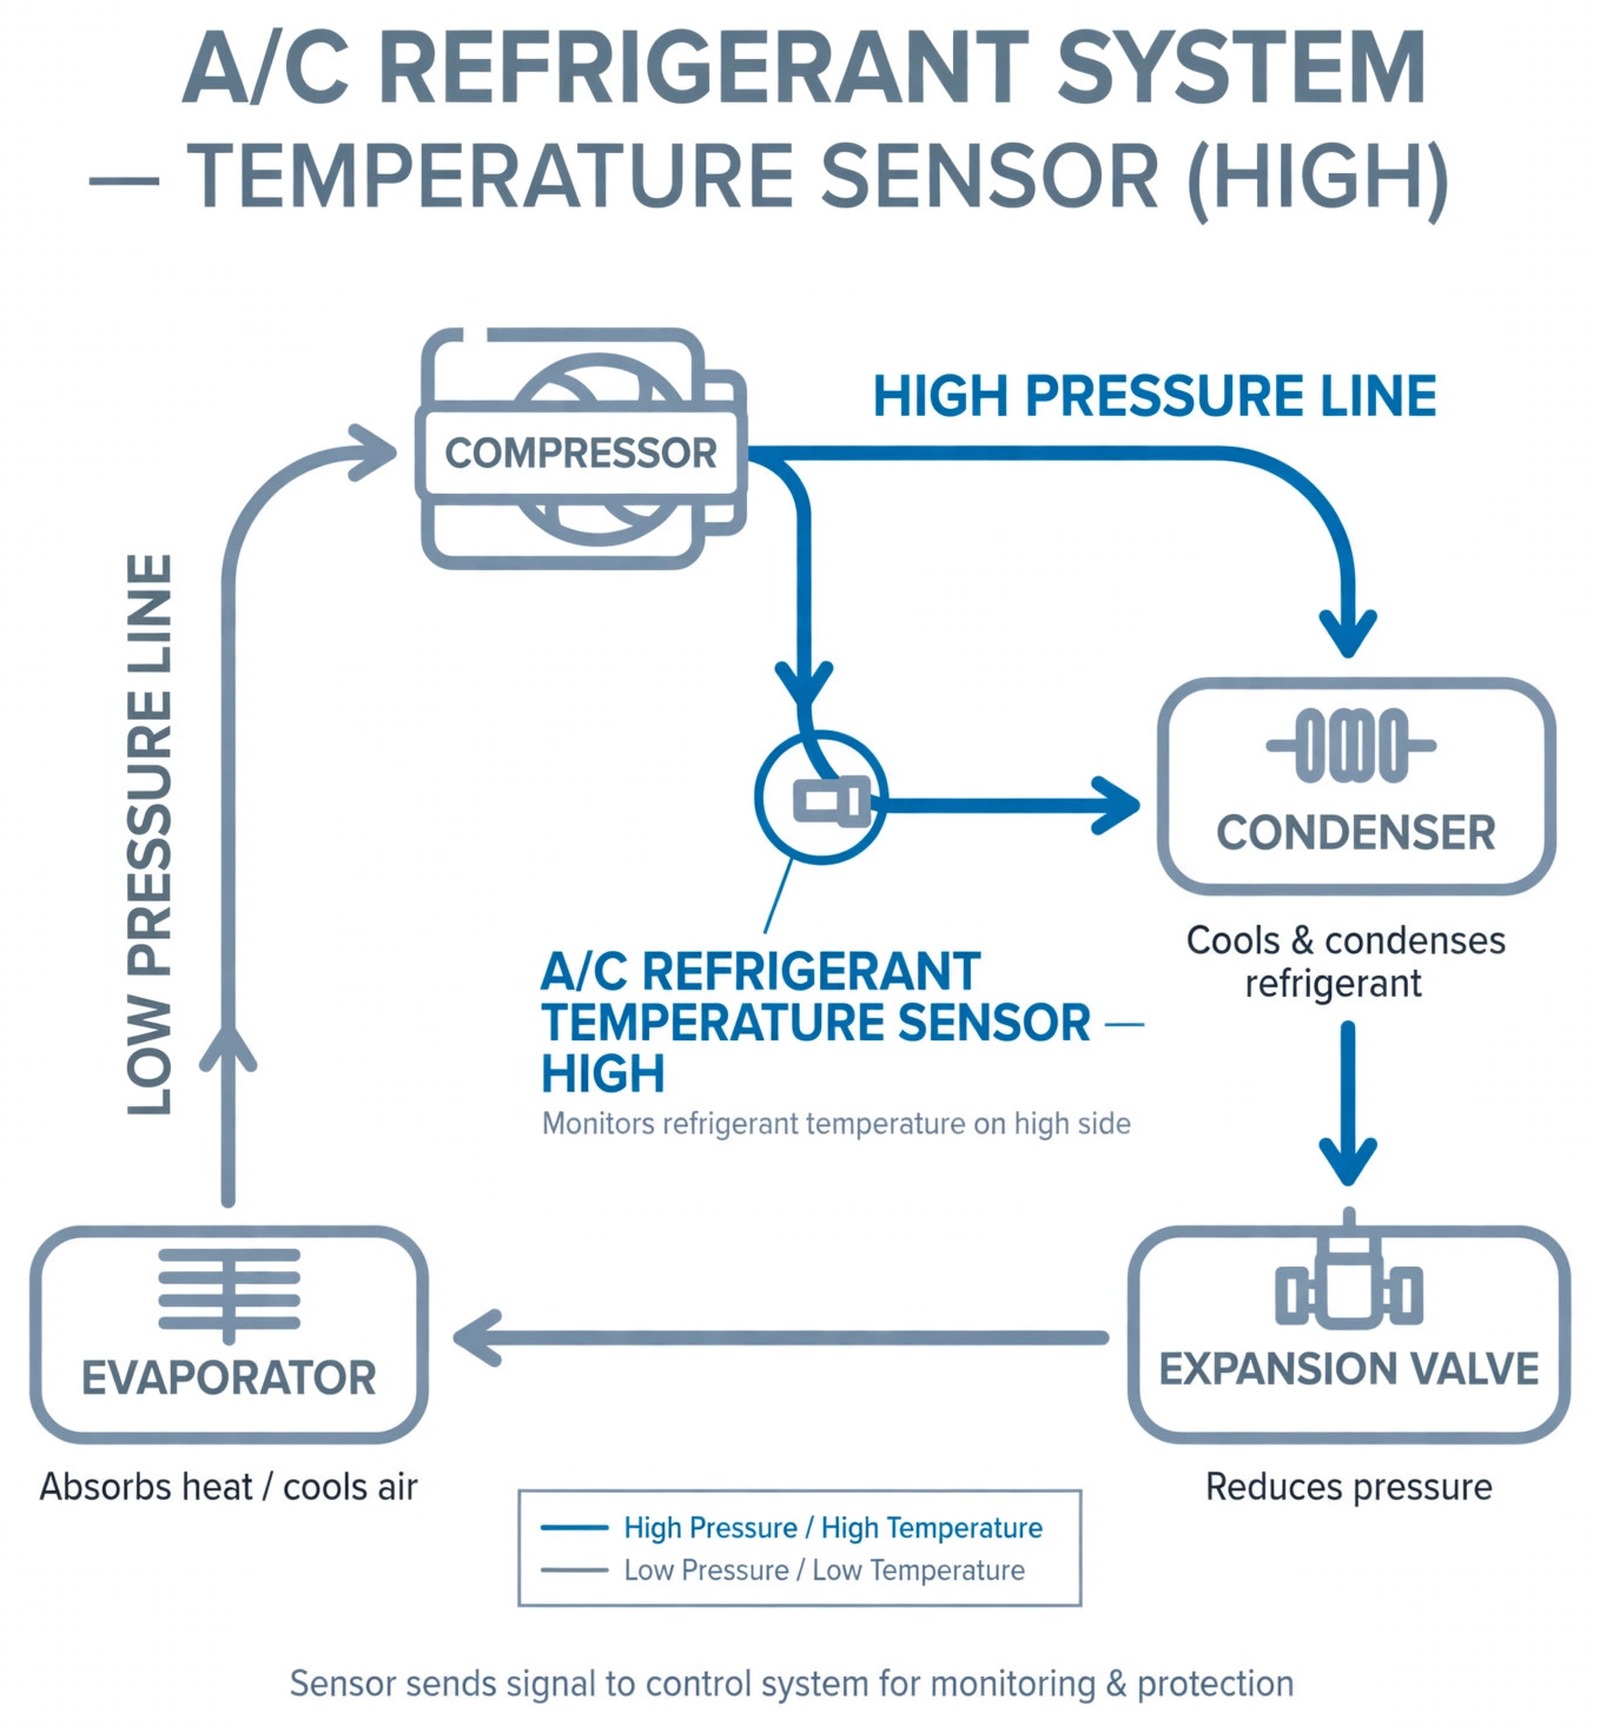 A/C REFRIGERANT SYSTEM
— TEMPERATURE SENSOR (HIGH)
COMPRESSOR
HIGH PRESSURE LINE
LOW PRESSURE LINE
CONDENSER
Cools & condenses
refrigerant
A/C REFRIGERANT
TEMPERATURE SENSOR —
HIGH
Monitors refrigerant temperature on high side
EVAPORATOR
Absorbs heat / cools air
EXPANSION VALVE
Reduces pressure
High Pressure / High Temperature
Low Pressure / Low Temperature
Sensor sends signal to control system for monitoring & protection